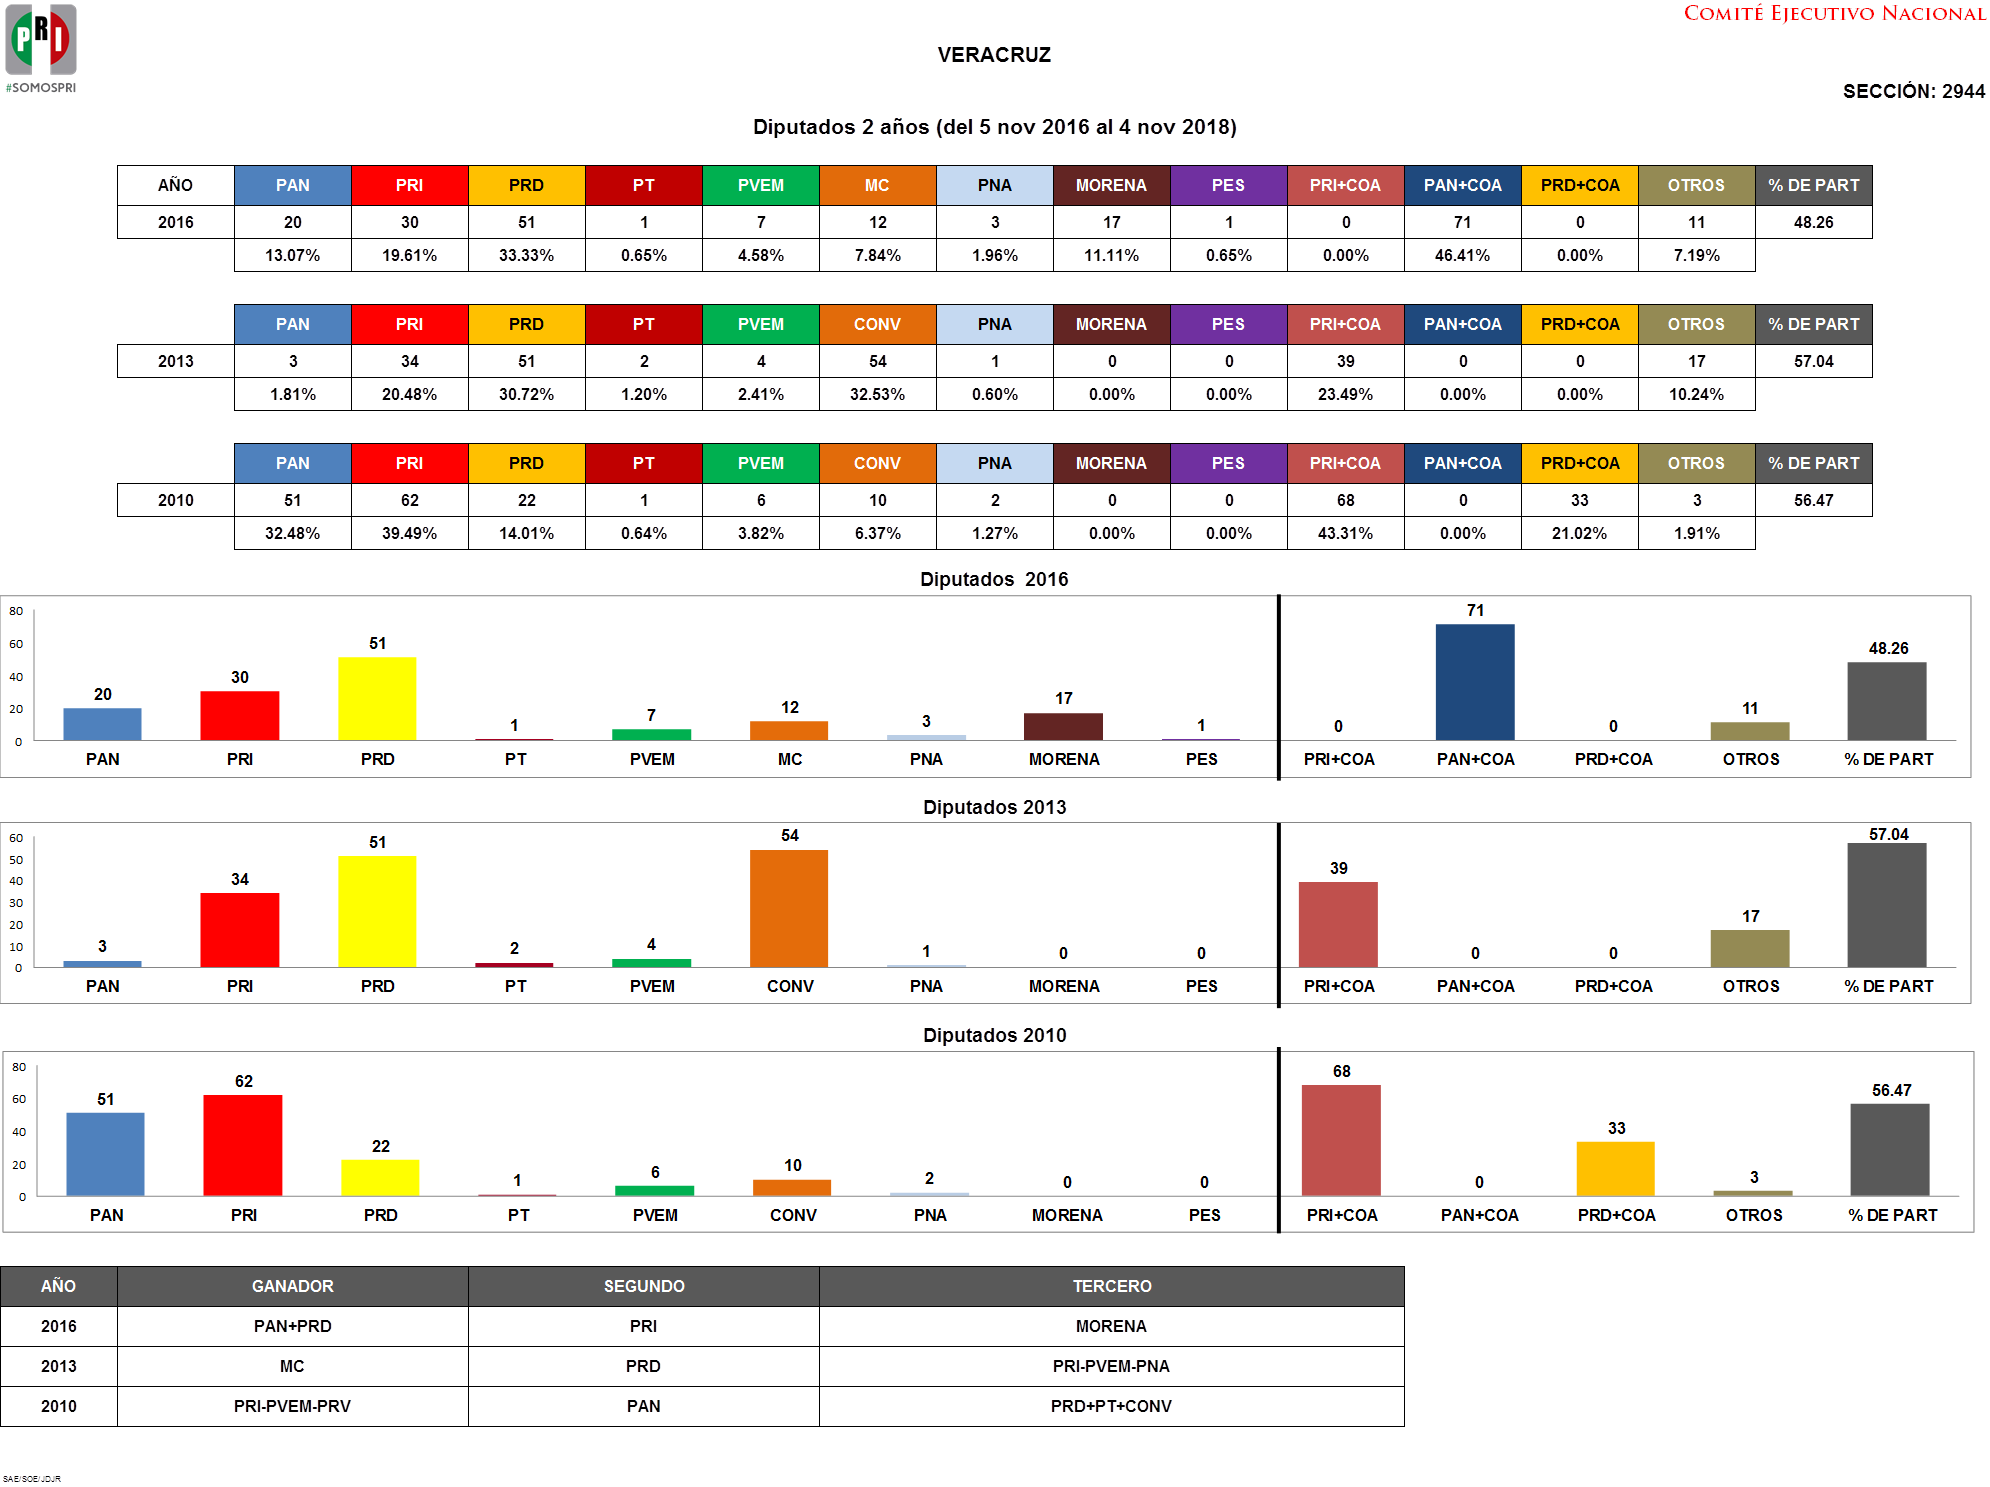 PRI
#SOMOSPRI
COMITÉ EJECUTIVO NACIONAL
VERACRUZ
SECCIÓN: 2944
Diputados 2 años (del 5 nov 2016 al 4 nov 2018)
AÑO PAN PRI PRD PT PVEM MC PNA MORENA PES PRI+COA PAN+COA PRD+COA OTROS % DE PART
2016 20 30 51 1 7 12 3 17 1 0 71 0 11 48.26
13.07% 19.61% 33.33% 0.65% 4.58% 7.84% 1.96% 11.11% 0.65% 0.00% 46.41% 0.00% 7.19%
PAN PRI PRD PT PVEM CONV PNA MORENA PES PRI+COA PAN+COA PRD+COA OTROS % DE PART
2013 3 34 51 2 4 54 1 0 0 39 0 0 17 57.04
1.81% 20.48% 30.72% 1.20% 2.41% 32.53% 0.60% 0.00% 0.00% 23.49% 0.00% 0.00% 10.24%
PAN PRI PRD PT PVEM CONV PNA MORENA PES PRI+COA PAN+COA PRD+COA OTROS % DE PART
2010 51 62 22 1 6 10 2 0 0 68 0 33 3 56.47
32.48% 39.49% 14.01% 0.64% 3.82% 6.37% 1.27% 0.00% 0.00% 43.31% 0.00% 21.02% 1.91%
Diputados 2016
80
60
40
20
0
20 30 51 1 7 12 3 17 1 0 71 0 11 48.26
PAN PRI PRD PT PVEM MC PNA MORENA PES PRI+COA PAN+COA PRD+COA OTROS % DE PART
Diputados 2013
60
50
40
30
20
10
0
3 34 51 2 4 54 1 0 0 39 0 0 17 57.04
PAN PRI PRD PT PVEM CONV PNA MORENA PES PRI+COA PAN+COA PRD+COA OTROS % DE PART
Diputados 2010
80
60
40
20
0
51 62 22 1 6 10 2 0 0 68 0 33 3 56.47
PAN PRI PRD PT PVEM CONV PNA MORENA PES PRI+COA PAN+COA PRD+COA OTROS % DE PART
AÑO GANADOR SEGUNDO TERCERO
2016 PAN+PRD PRI MORENA
2013 MC PRD PRI-PVEM-PNA
2010 PRI-PVEM-PRV PAN PRD+PT+CONV
SAE/SOE/JDJR